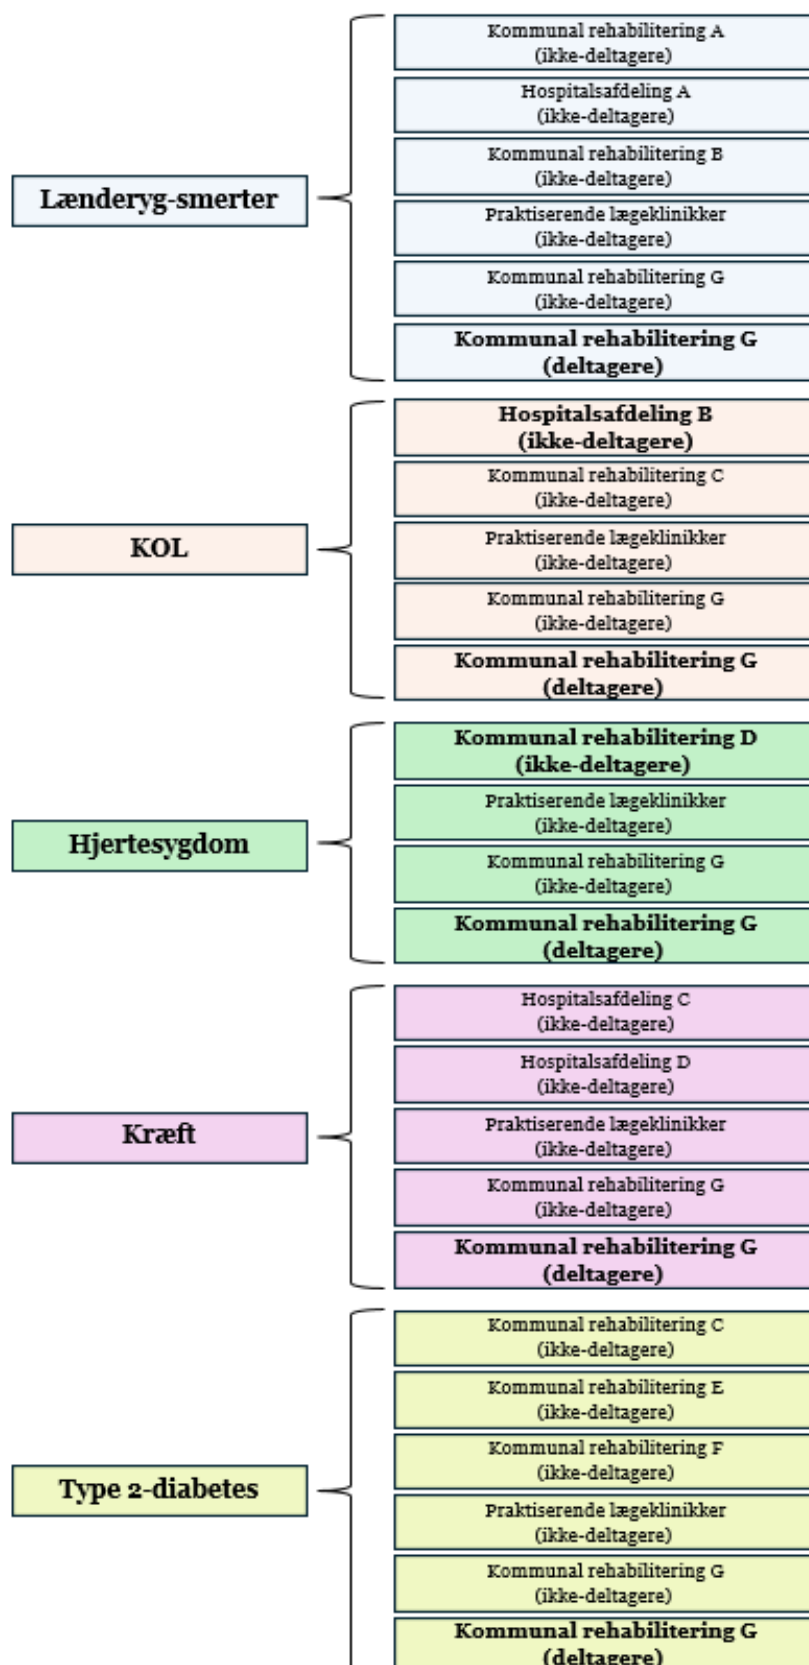 Lænderyg-smerter
Kommunal rehabilitering A
(ikke-deltagere)
Hospitalsafdeling A
(ikke-deltagere)
Kommunal rehabilitering B
(ikke-deltagere)
Praktiserende lægeklinikker
(ikke-deltagere)
Kommunal rehabilitering G
(ikke-deltagere)
Kommunal rehabilitering G
(deltagere)
KOL
Hospitalsafdeling B
(ikke-deltagere)
Kommunal rehabilitering C
(ikke-deltagere)
Praktiserende lægeklinikker
(ikke-deltagere)
Kommunal rehabilitering G
(ikke-deltagere)
Kommunal rehabilitering G
(deltagere)
Hjertesygdom
Kommunal rehabilitering D
(ikke-deltagere)
Praktiserende lægeklinikker
(ikke-deltagere)
Kommunal rehabilitering G
(ikke-deltagere)
Kommunal rehabilitering G
(deltagere)
Kræft
Hospitalsafdeling C
(ikke-deltagere)
Hospitalsafdeling D
(ikke-deltagere)
Praktiserende lægeklinikker
(ikke-deltagere)
Kommunal rehabilitering G
(ikke-deltagere)
Kommunal rehabilitering G
(deltagere)
Type 2-diabetes
Kommunal rehabilitering C
(ikke-deltagere)
Kommunal rehabilitering E
(ikke-deltagere)
Kommunal rehabilitering F
(ikke-deltagere)
Praktiserende lægeklinikker
(ikke-deltagere)
Kommunal rehabilitering G
(ikke-deltagere)
Kommunal rehabilitering G
(deltagere)